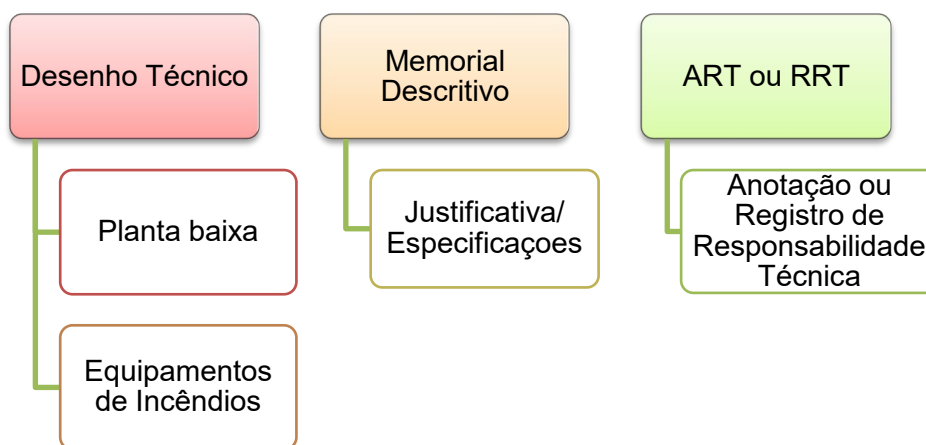 Desenho Técnico
Planta baixa
Equipamentos
de Incêndios
Memorial
Descritivo
Justificativa/
Especificaçoes
ART ou RRT
Anotação ou
Registro de
Responsabilidade
Técnica